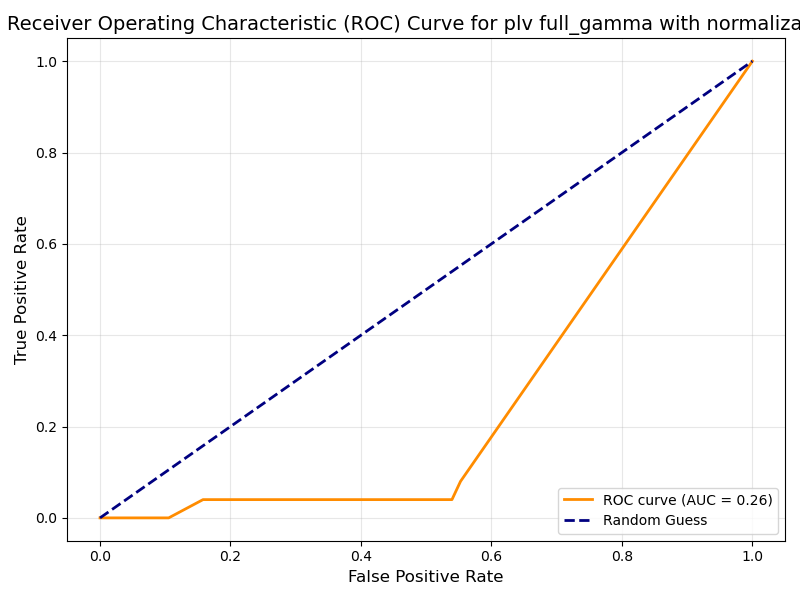 Receiver Operating Characteristic (ROC) Curve for plv full_gamma with normaliza
1.0
0.8
0.6
0.4
0.2
0.0
True Positive Rate
0.0 0.2 0.4 0.6 0.8 1.0
False Positive Rate
ROC curve (AUC = 0.26)
Random Guess